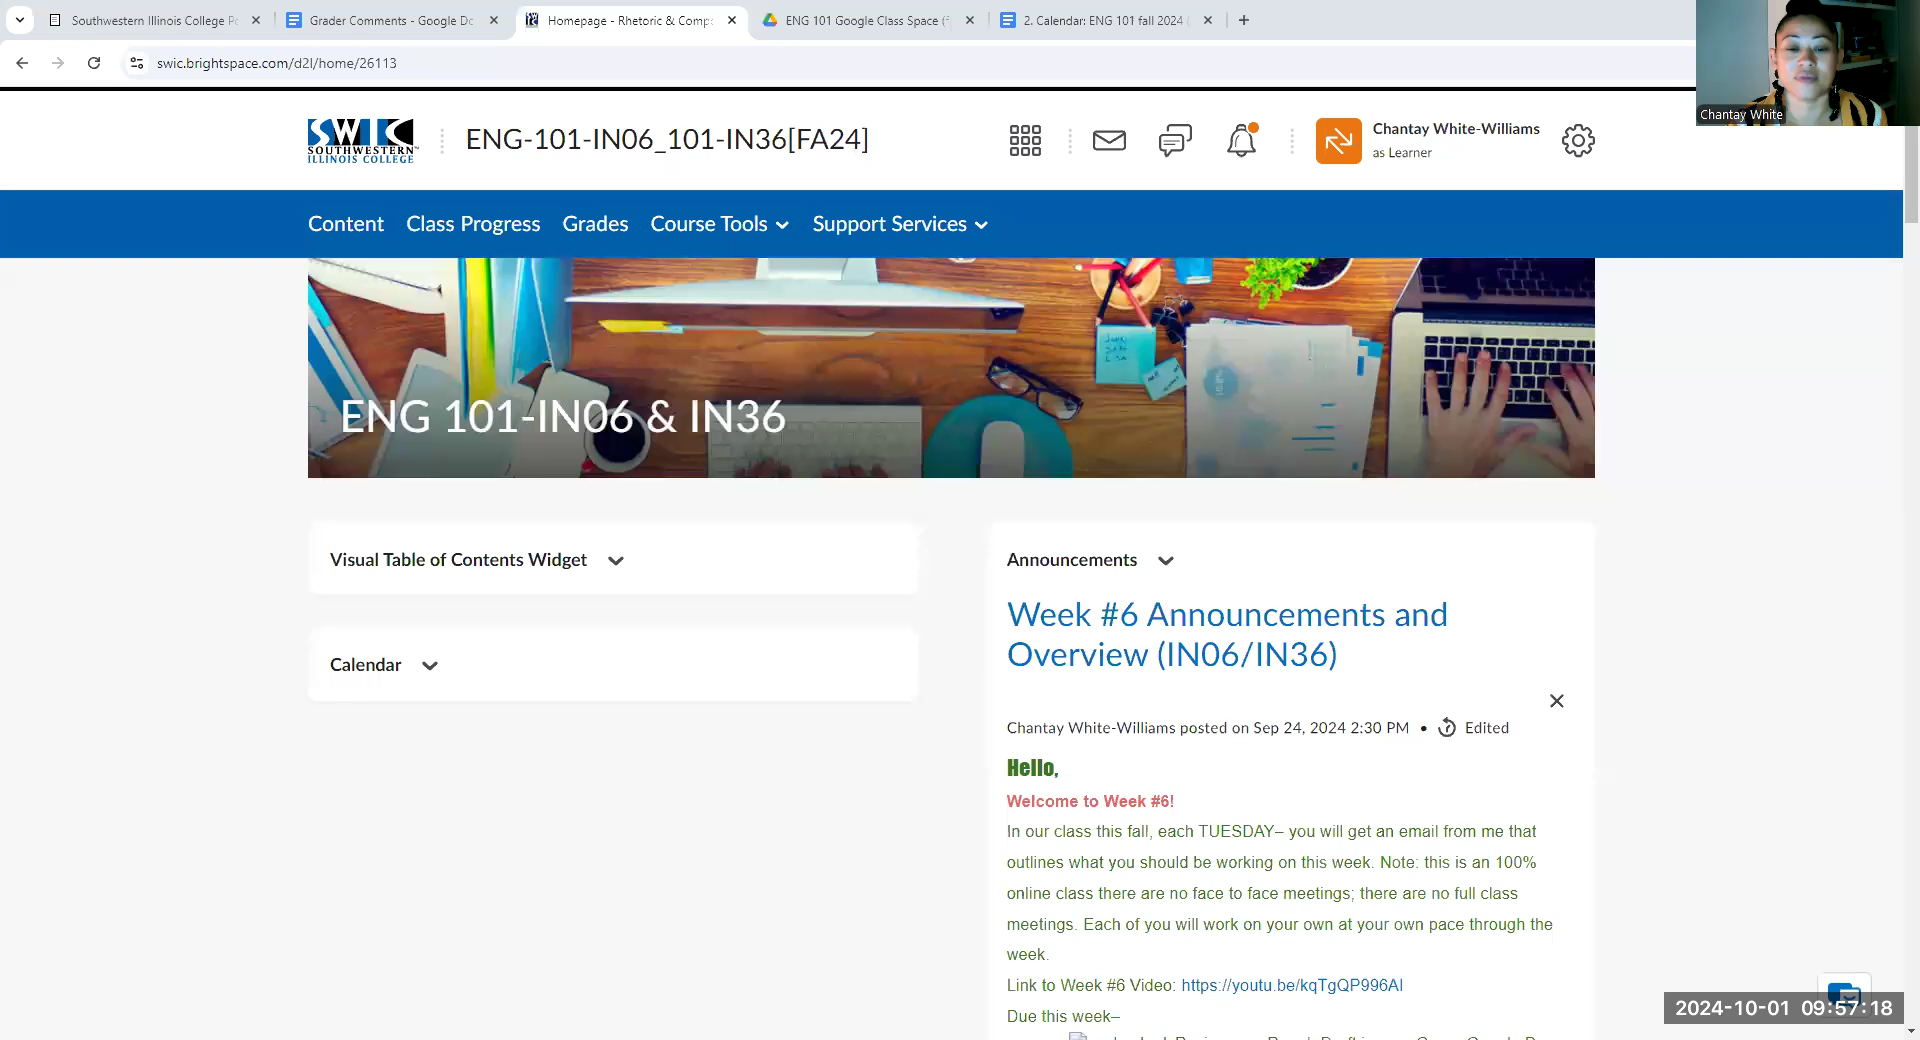 Southwestern Illinois College Po
Grader Comments - Google Do
Homepage - Rhetoric & Comp
ENG 101 Google Class Space (f
2. Calendar: ENG 101 fall 2024
swic.brightspace.com/d2l/home/26113
Chantay White
SWIC
SOUTHWESTERN
ILLINOIS COLLEGE
ENG-101-IN06_101-IN36[FA24]
Chantay White-Williams
as Learner
Content
Class Progress
Grades
Course Tools
Support Services
ENG 101-IN06 & IN36
Visual Table of Contents Widget
Calendar
Announcements
Week #6 Announcements and
Overview (IN06/IN36)
Chantay White-Williams posted on Sep 24, 2024 2:30 PM • Edited
Hello,
Welcome to Week #6!
In our class this fall, each TUESDAY– you will get an email from me that
outlines what you should be working on this week. Note: this is an 100%
online class there are no face to face meetings; there are no full class
meetings. Each of you will work on your own at your own pace through the
week.
Link to Week #6 Video: https://youtu.be/kqTgQP996AI
Due this week–
2024-10-01 09:57:18